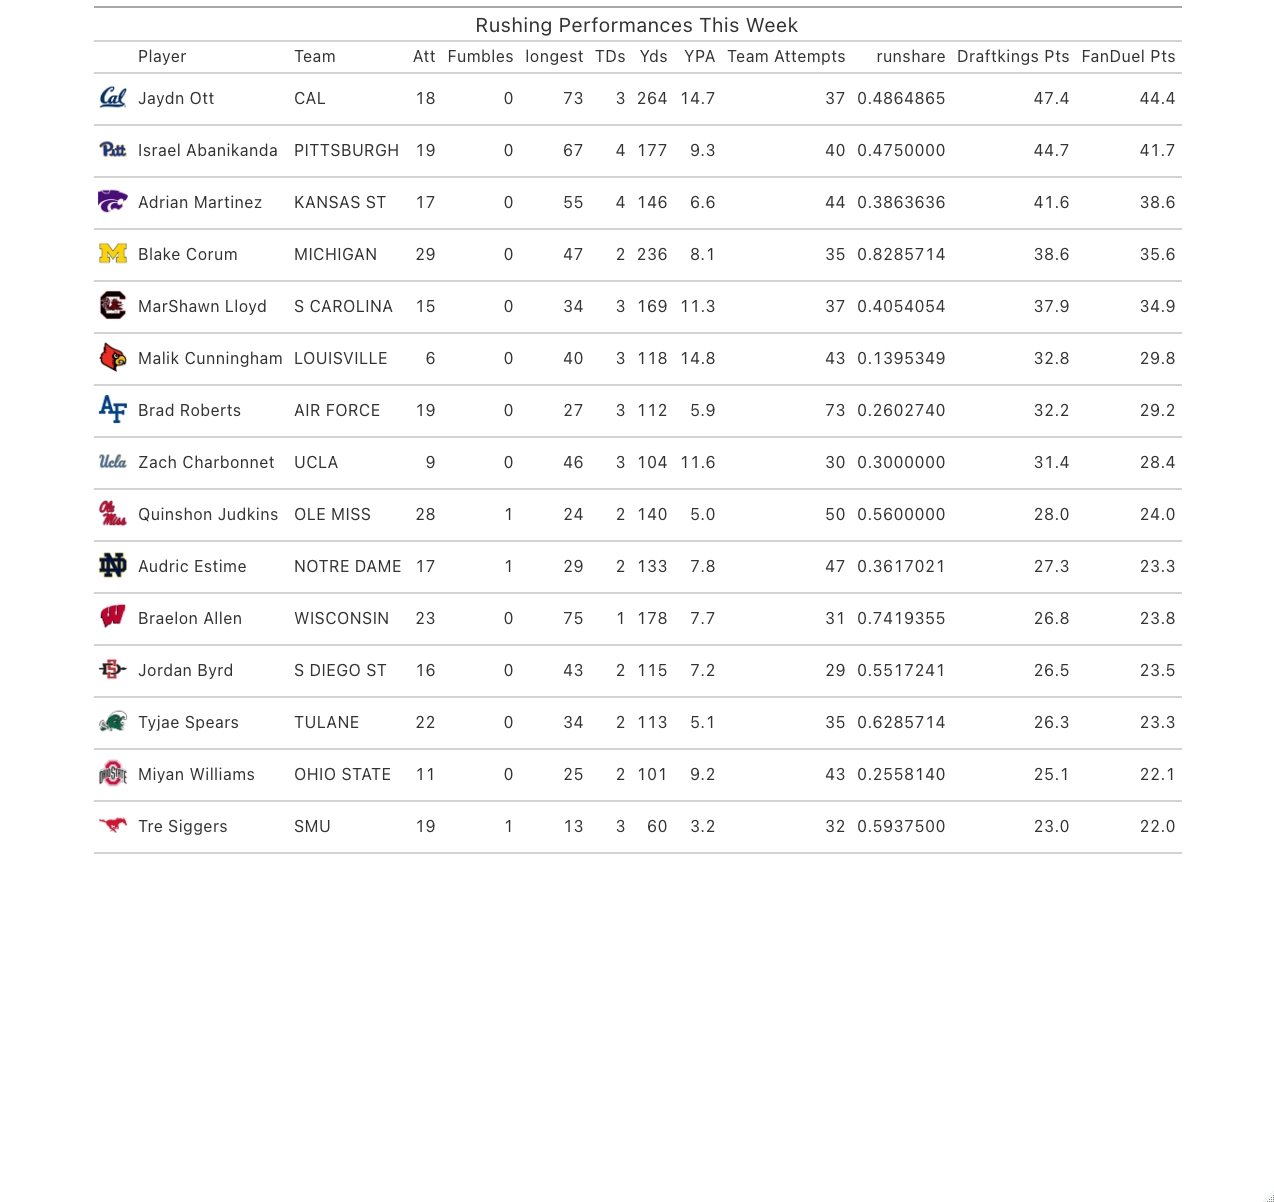 Rushing Performances This Week
Player Team Att Fumbles longest TDs Yds YPA Team Attempts runshare Draftkings Pts FanDuel Pts
Cal Jaydn Ott CAL 18 0 73 3 264 14.7 37 0.4864865 47.4 44.4
Pitt Israel Abanikanda PITTSBURGH 19 0 67 4 177 9.3 40 0.4750000 44.7 41.7
Adrian Martinez KANSAS ST 17 0 55 4 146 6.6 44 0.3863636 41.6 38.6
M Blake Corum MICHIGAN 29 0 47 2 236 8.1 35 0.8285714 38.6 35.6
C MarShawn Lloyd S CAROLINA 15 0 34 3 169 11.3 37 0.4054054 37.9 34.9
Malik Cunningham LOUISVILLE 6 0 40 3 118 14.8 43 0.1395349 32.8 29.8
AF Brad Roberts AIR FORCE 19 0 27 3 112 5.9 73 0.2602740 32.2 29.2
Ucla Zach Charbonnet UCLA 9 0 46 3 104 11.6 30 0.3000000 31.4 28.4
Ole Miss Quinshon Judkins OLE MISS 28 1 24 2 140 5.0 50 0.5600000 28.0 24.0
ND Audric Estime NOTRE DAME 17 1 29 2 133 7.8 47 0.3617021 27.3 23.3
W Braelon Allen WISCONSIN 23 0 75 1 178 7.7 31 0.7419355 26.8 23.8
SD Jordan Byrd S DIEGO ST 16 0 43 2 115 7.2 29 0.5517241 26.5 23.5
Tyjae Spears TULANE 22 0 34 2 113 5.1 35 0.6285714 26.3 23.3
OHIO STATE Miyan Williams OHIO STATE 11 0 25 2 101 9.2 43 0.2558140 25.1 22.1
Tre Siggers SMU 19 1 13 3 60 3.2 32 0.5937500 23.0 22.0